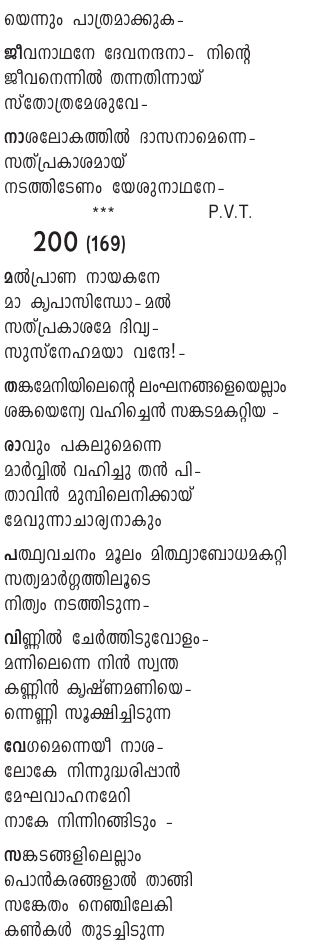 യെന്നും പാത്രമാക്കുക-
ജീവനാഥനേ ദേവനന്ദനാ- നിന്റെ
ജീവനെന്നിൽ തന്നതിന്നായ്
സ്തോത്രമേശുവേ-
നാശലോകത്തിൽ ദാസനാമെന്നെ-
സത്പ്രകാശമായ്
നടത്തിടേണം യേശുനാഥനേ-
*** P.V.T.
200 (169)
മൽപ്രാണ നായകനേ
മാ കൃപാസിന്ധോ-മൽ
സത്പ്രകാശമേ ദിവ്യ-
സുസ്നേഹമയാ വന്ദേ!-
തങ്കമേനിയിലെന്റെ ലംഘനങ്ങളെയെല്ലാം
ശങ്കയെന്യേ വഹിച്ചെൻ സങ്കടമകറ്റിയ -
രാവും പകലുമെന്നെ
മാർവ്വിൽ വഹിച്ചു തൻ പി-
താവിൻ മുമ്പിലെനിക്കായ്
മേവുന്നാചാര്യനാകും
പത്ഥ്യവചനം മൂലം മിത്ഥ്യാബോധമകറ്റി
സത്യമാർഗ്ഗത്തിലൂടെ
നിത്യം നടത്തിടുന്ന-
വിണ്ണിൽ ചേർത്തിടുവോളം-
മന്നിലെന്നെ നിൻ സ്വന്ത
കണ്ണിൻ കൃഷ്ണമണിയെ-
ന്നെണ്ണി സൂക്ഷിച്ചിടുന്ന
വേഗമെന്നെയീ നാശ-
ലോകേ നിന്നുദ്ധരിപ്പാൻ
മേഘവാഹനമേറി
നാകേ നിന്നിറങ്ങിടും -
സങ്കടങ്ങളിലെല്ലാം
പൊൻകരങ്ങളാൽ താങ്ങി
സങ്കേതം നെഞ്ചിലേകി
കൺകൾ തുടച്ചിടുന്ന